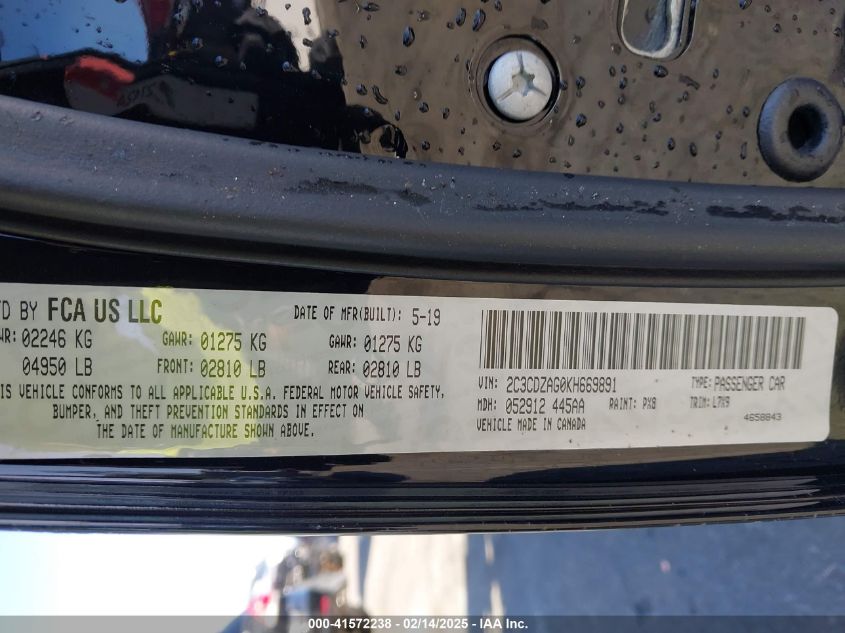 FCA US LLC
DATE OF MFR(BUILT): 5-19
02246 KG GAWR: 01275 KG GAWR: 01275 KG
04950 LB FRONT: 02810 LB REAR: 02810 LB
VEHICLE CONFORMS TO ALL APPLICABLE U.S.A. FEDERAL MOTOR VEHICLE SAFETY,
BUMPER, AND THEFT PREVENTION STANDARDS IN EFFECT ON
THE DATE OF MANUFACTURE SHOWN ABOVE.
VIN: 2C3CDZAG0KH669891 TYPE: PASSENGER CAR
MDH: 052912 445AA PAINT: PX8 TRIM: L7X9
VEHICLE MADE IN CANADA 4658843
000-41572238 - 02/14/2025 - IAA Inc.